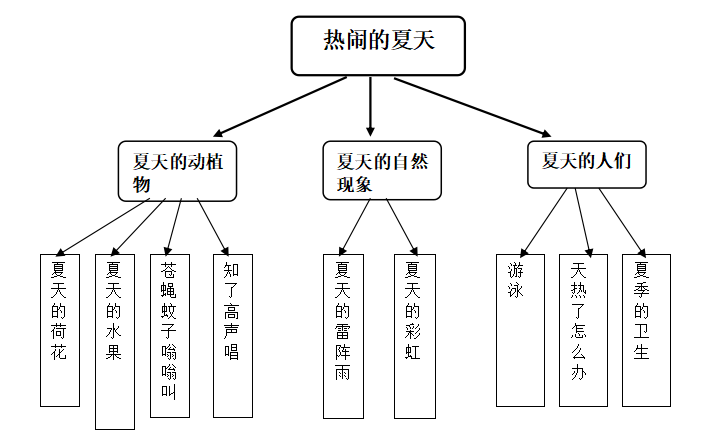 热闹的夏天
夏天的动植
物
夏天的自然
现象
夏天的人们
夏天的荷花
夏天的水果
苍蝇蚊子嗡嗡叫
知了高声唱
夏天的雷阵雨
夏天的彩虹
游泳
天热了怎么办
夏季的卫生